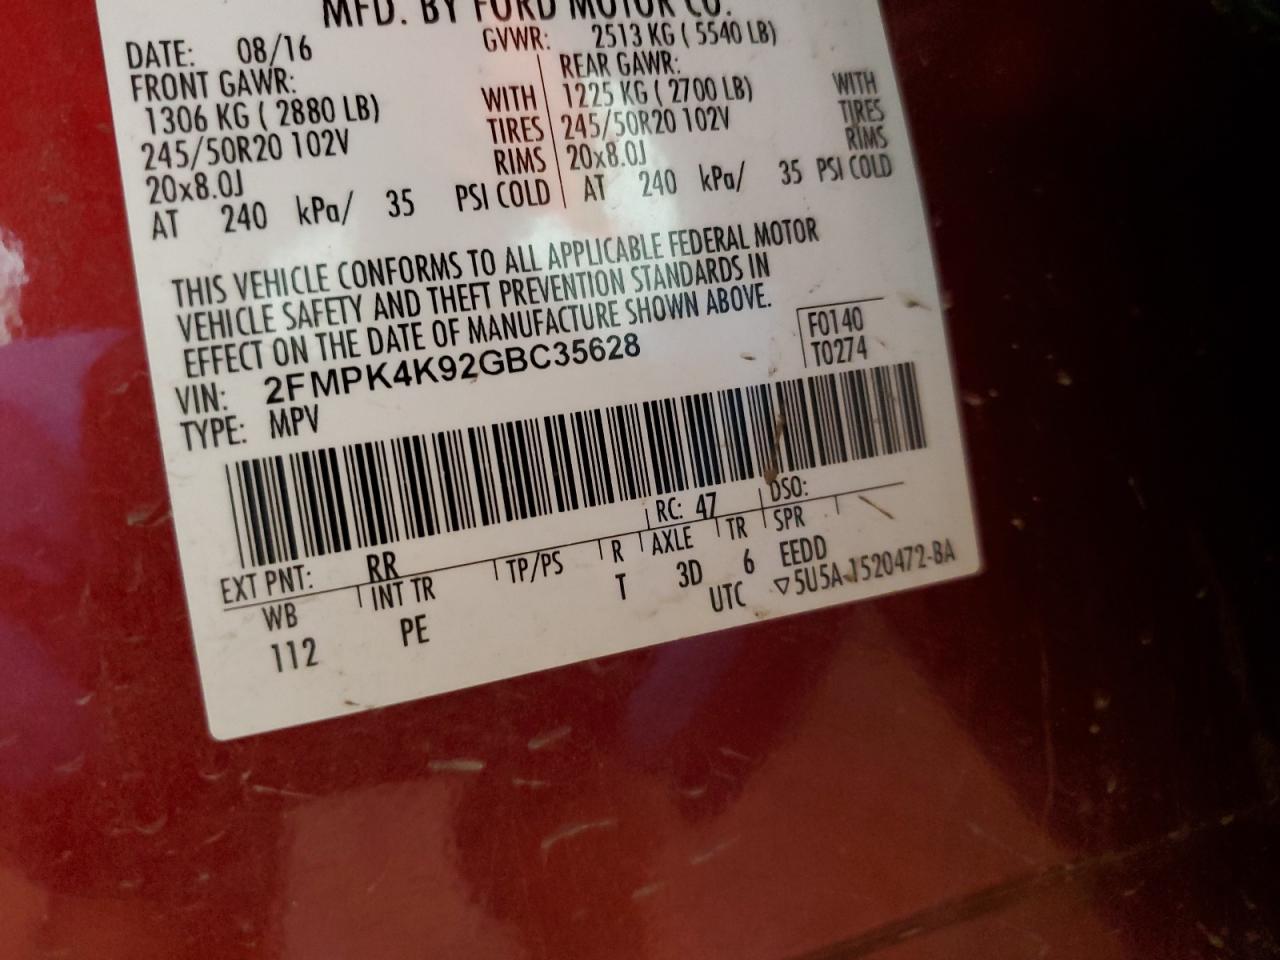 MFD. BY FORD MOTOR CO.
DATE: 08/16 GVWR: 2513 KG ( 5540 LB)
FRONT GAWR: REAR GAWR:
1306 KG ( 2880 LB) WITH 1225 KG ( 2700 LB) WITH
245/50R20 102V TIRES 245/50R20 102V TIRES
20x8.0J RIMS 20x8.0J RIMS
AT 240 kPa/ 35 PSI COLD AT 240 kPa/ 35 PSI COLD
THIS VEHICLE CONFORMS TO ALL APPLICABLE FEDERAL MOTOR
VEHICLE SAFETY AND THEFT PREVENTION STANDARDS IN
EFFECT ON THE DATE OF MANUFACTURE SHOWN ABOVE.
F0140
VIN: 2FMPK4K92GBC35628 T0274
TYPE: MPV
EXT PNT: RR RC: 47 DSO:
WB INT TR TP/PS R AXLE TR SPR
112 PE T 3D 6 EEDD
UTC ▽5U5A-1520472-BA